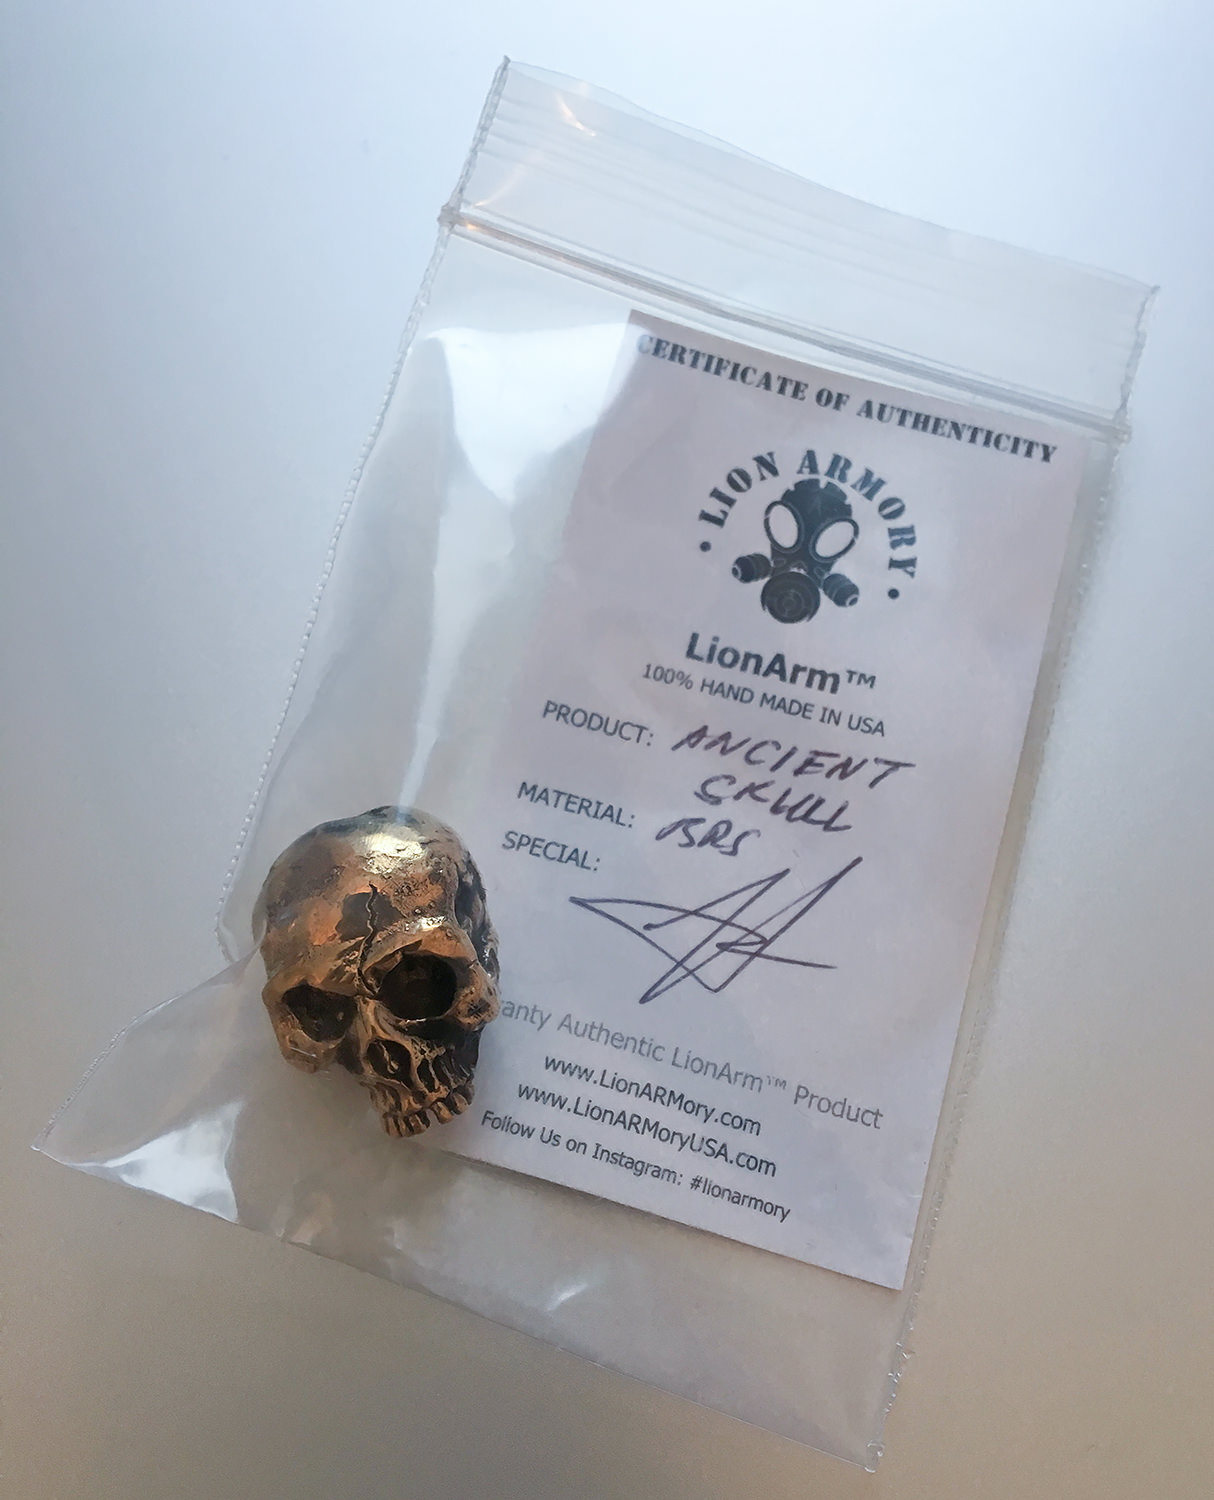 CERTIFICATE OF AUTHENTICITY
• LION ARMORY •
LionArm™
100% HAND MADE IN USA
PRODUCT: ANCIENT
SKULL
MATERIAL: BRS
SPECIAL:
Authentic LionArm™ Product
www.LionARMory.com
www.LionARMoryUSA.com
Follow Us on Instagram: #lionarmory